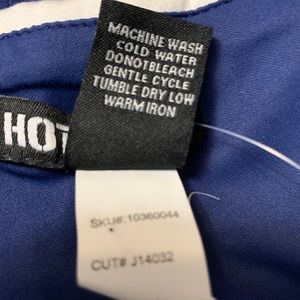 MACHINE WASH
COLD WATER
DONOTBLEACH
GENTLE CYCLE
TUMBLE DRY LOW
WARM IRON
HOT
SKU#:10360044
CUT# J14032